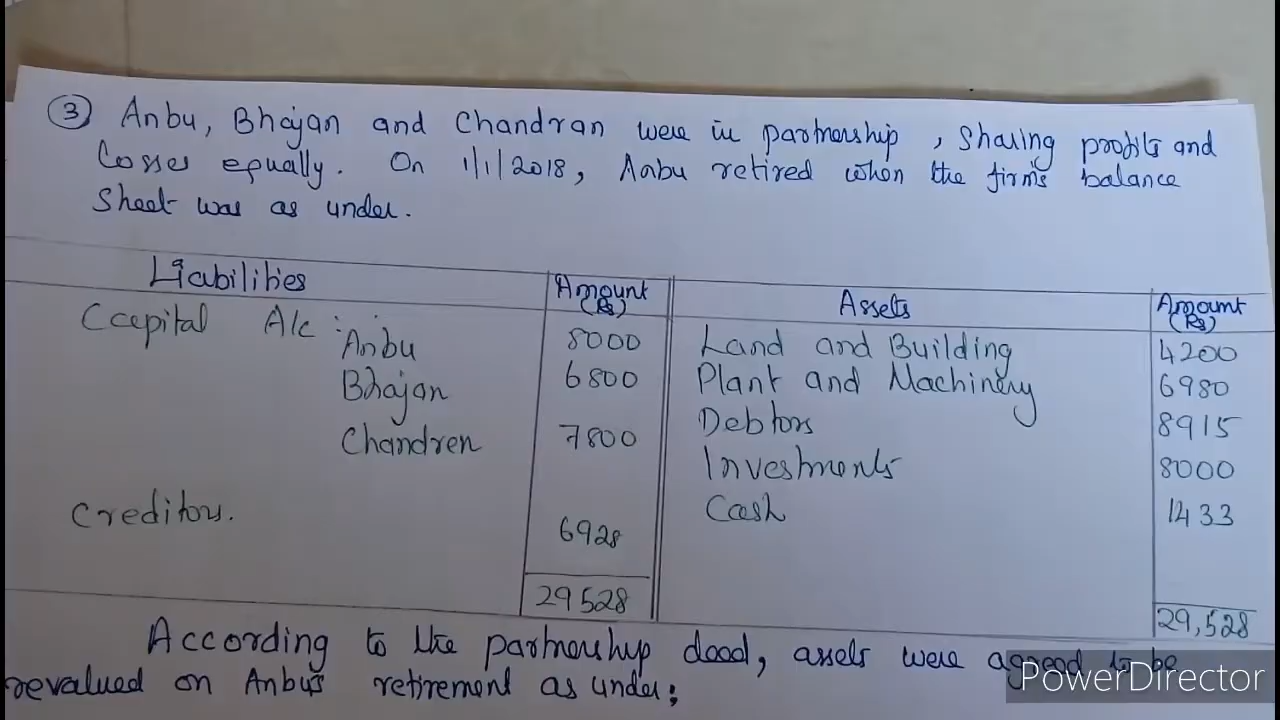 ③ Anbu, Bhajan and Chandran were in partnership, Sharing profits and
Losses equally. On 1/1/2018, Anbu retired when the firm's balance
Sheet was as under.
Liabilities Amount (Rs) Assets Amount (Rs)
Capital A/c : Anbu 8000 Land and Building 4200
Bhajan 6800 Plant and Machinery 6980
Chandren 7800 Debtors 8915
Investments 8000
Creditors. 6928 Cash 1433
29528 29,528
According to the partnership deed, assets were agreed to be
revalued on Anbu's retirement as under;
PowerDirector